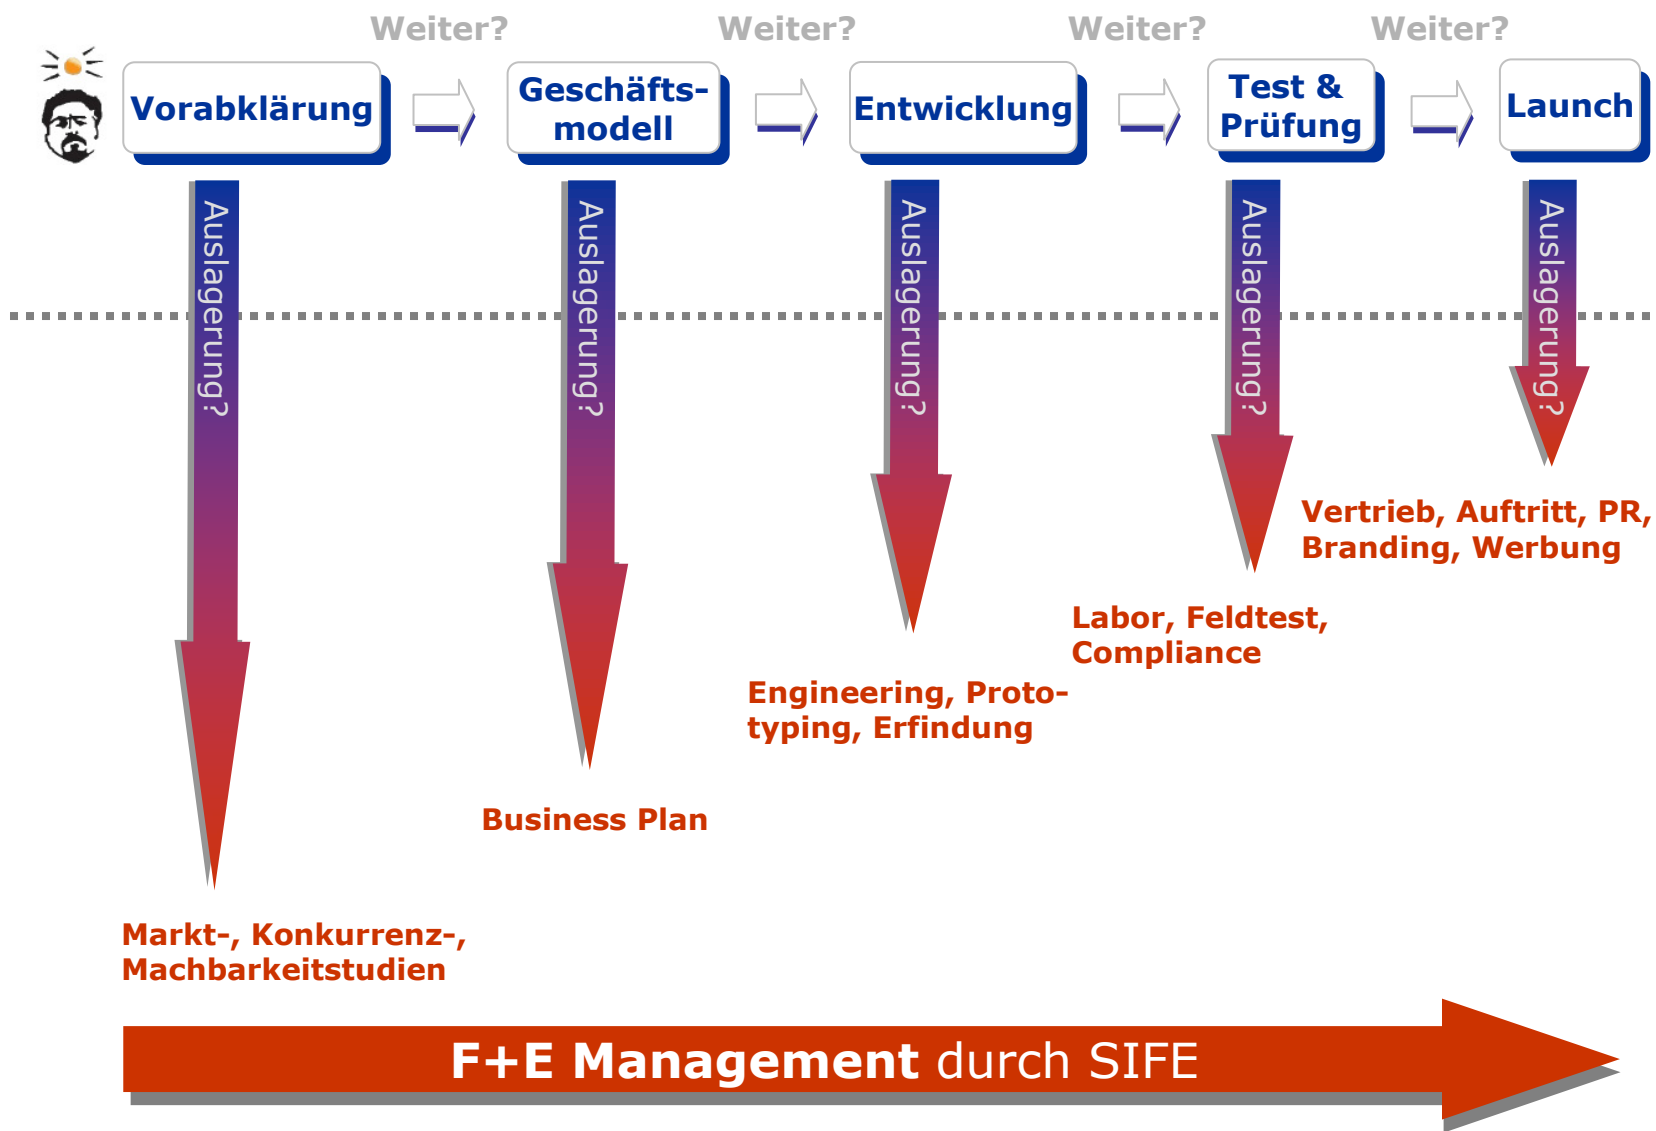 Weiter?
Weiter?
Weiter?
Weiter?
Vorabklärung
Geschäfts-
modell
Entwicklung
Test &
Prüfung
Launch
Auslagerung?
Auslagerung?
Auslagerung?
Auslagerung?
Auslagerung?
Vertrieb, Auftritt, PR,
Branding, Werbung
Labor, Feldtest,
Compliance
Engineering, Proto-
typing, Erfindung
Business Plan
Markt-, Konkurrenz-,
Machbarkeitstudien
F+E Management durch SIFE